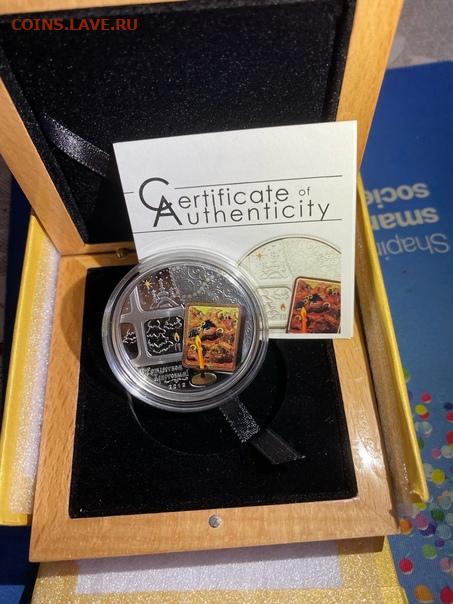 COINS.LAVE.RU
Certificate of
Authenticity
Shapin
smar
socie